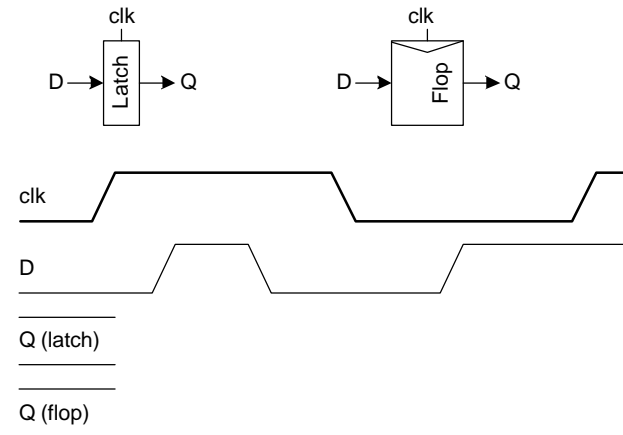 clk
clk
D
Latch
Q
D
Flop
Q
clk
D
Q (latch)
Q (flop)